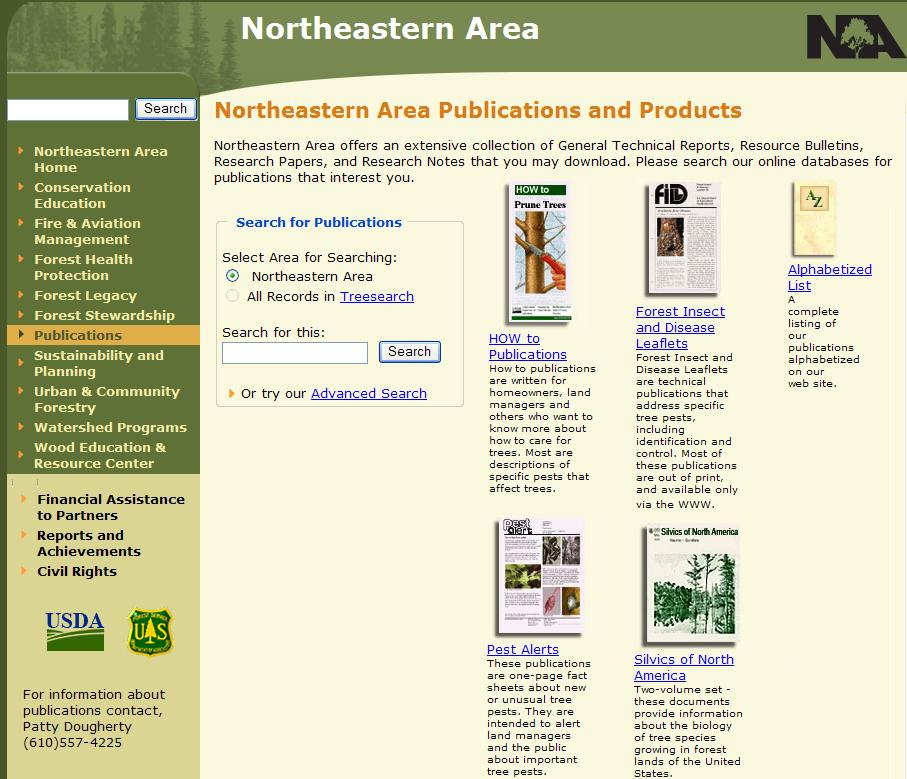 Northeastern Area
NA
Search
Northeastern Area
Home
Conservation
Education
Fire & Aviation
Management
Forest Health
Protection
Forest Legacy
Forest Stewardship
Publications
Sustainability and
Planning
Urban & Community
Forestry
Watershed Programs
Wood Education &
Resource Center
Financial Assistance
to Partners
Reports and
Achievements
Civil Rights
USDA
FOREST SERVICE
U S
For information about
publications contact,
Patty Dougherty
(610)557-4225
Northeastern Area Publications and Products
Northeastern Area offers an extensive collection of General Technical Reports, Resource Bulletins,
Research Papers, and Research Notes that you may download. Please search our online databases for
publications that interest you.
Search for Publications
Select Area for Searching:
Northeastern Area
All Records in Treesearch
Search for this:
Search
Or try our Advanced Search
HOW to
Prune Trees
HOW to
Publications
How to publications
are written for
homeowners, land
managers and
others who want to
know more about
how to care for
trees. Most are
descriptions of
specific pests that
affect trees.
FIDL
Forest Insect
and Disease
Leaflets
Forest Insect and
Disease Leaflets
are technical
publications that
address specific
tree pests,
including
identification and
control. Most of
these publications
are out of print,
and available only
via the WWW.
A
Z
Alphabetized
List
A
complete
listing of
our
publications
alphabetized
on our
web site.
Pest
Alert
Pest Alerts
These publications
are one-page fact
sheets about new
or unusual tree
pests. They are
intended to alert
land managers
and the public
about important
tree pests.
Silvics of North America
Silvics of North
America
Two-volume set -
these documents
provide information
about the biology
of tree species
growing in forest
lands of the United
States.